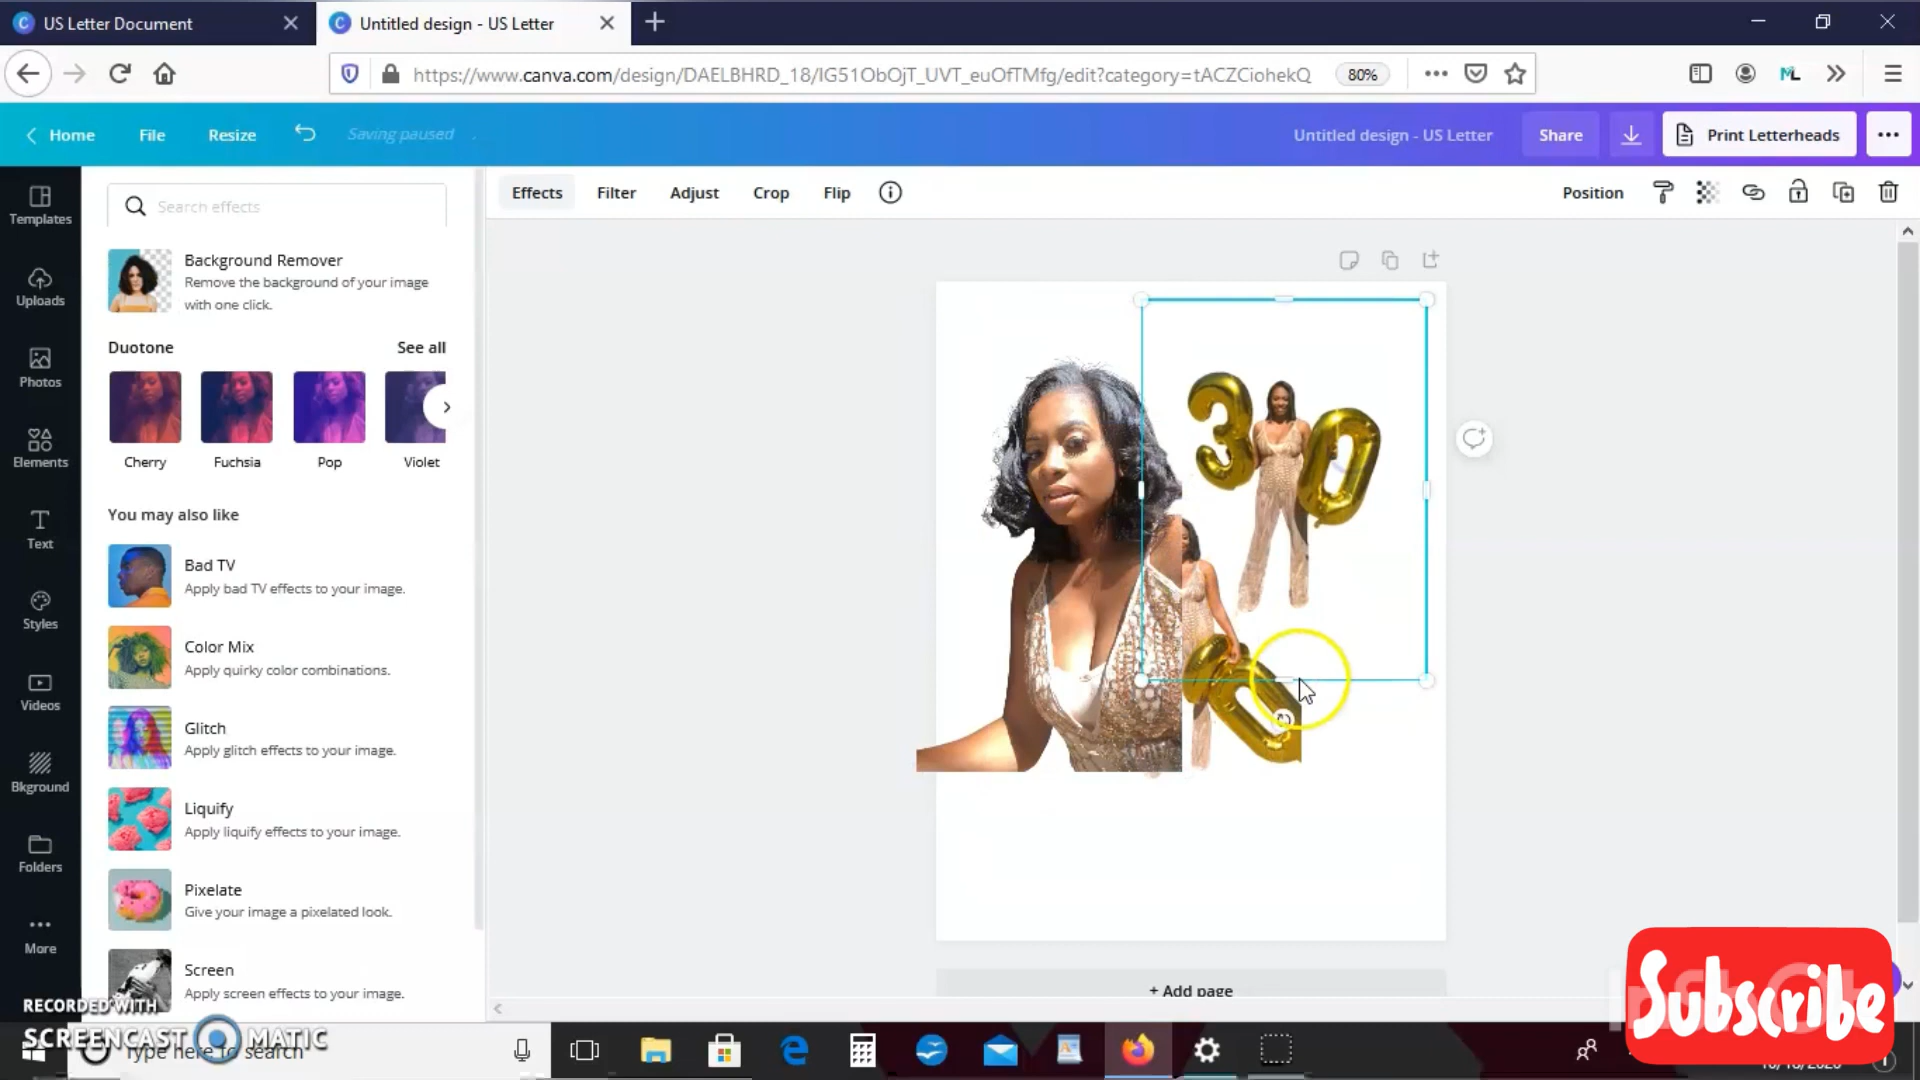 US Letter Document
Untitled design - US Letter
https://www.canva.com/design/DAELBHRD_18/IG51ObOjT_UVT_euOfTMfg/edit?category=tACZCiohekQ
80%
Home
File
Resize
Saving paused
Untitled design - US Letter
Share
Print Letterheads
Templates
Uploads
Photos
Elements
Text
Styles
Videos
Bkground
Folders
More
Search effects
Background Remover
Remove the background of your image
with one click.
Duotone
See all
Cherry
Fuchsia
Pop
Violet
You may also like
Bad TV
Apply bad TV effects to your image.
Color Mix
Apply quirky color combinations.
Glitch
Apply glitch effects to your image.
Liquify
Apply liquify effects to your image.
Pixelate
Give your image a pixelated look.
Screen
Apply screen effects to your image.
Effects
Filter
Adjust
Crop
Flip
Position
30
0
+ Add page
Subscribe
RECORDED WITH
SCREENCAST MATIC
Type here to search